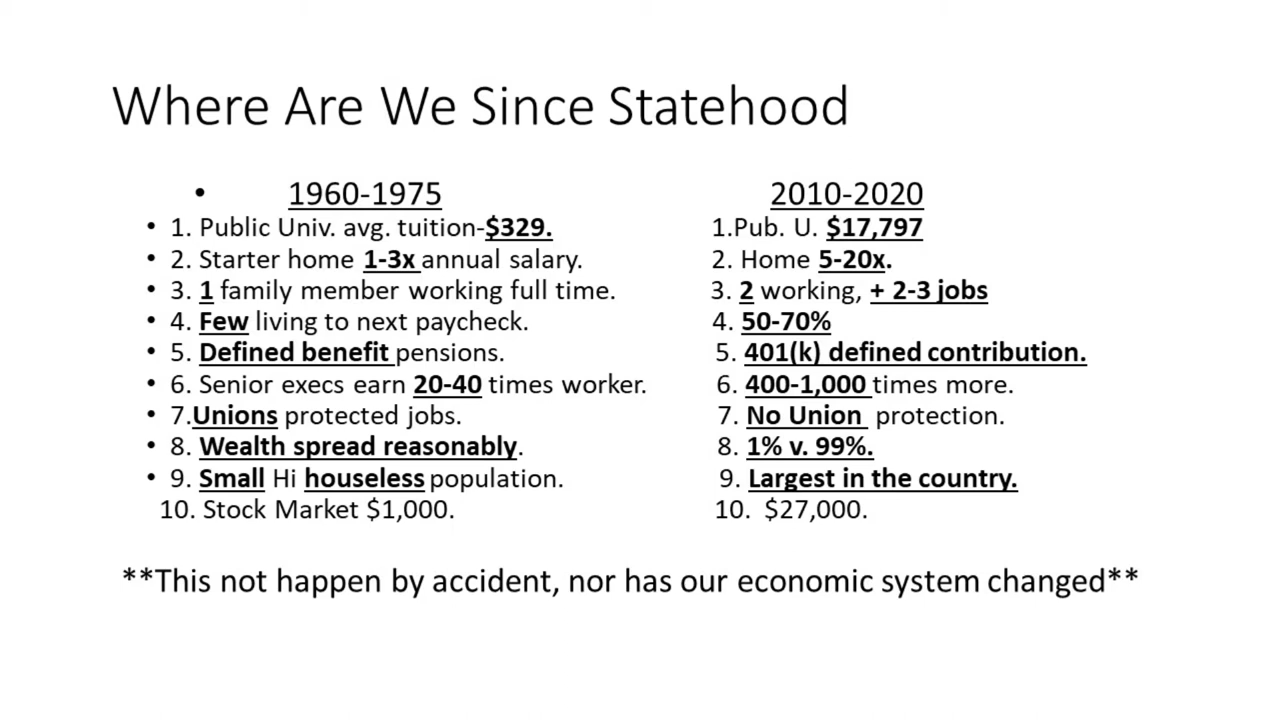 Where Are We Since Statehood
• 1960-1975
• 1. Public Univ. avg. tuition-$329.
• 2. Starter home 1-3x annual salary.
• 3. 1 family member working full time.
• 4. Few living to next paycheck.
• 5. Defined benefit pensions.
• 6. Senior execs earn 20-40 times worker.
• 7.Unions protected jobs.
• 8. Wealth spread reasonably.
• 9. Small Hi houseless population.
10. Stock Market $1,000.
2010-2020
1.Pub. U. $17,797
2. Home 5-20x.
3. 2 working, + 2-3 jobs
4. 50-70%
5. 401(k) defined contribution.
6. 400-1,000 times more.
7. No Union protection.
8. 1% v. 99%.
9. Largest in the country.
10. $27,000.
**This not happen by accident, nor has our economic system changed**